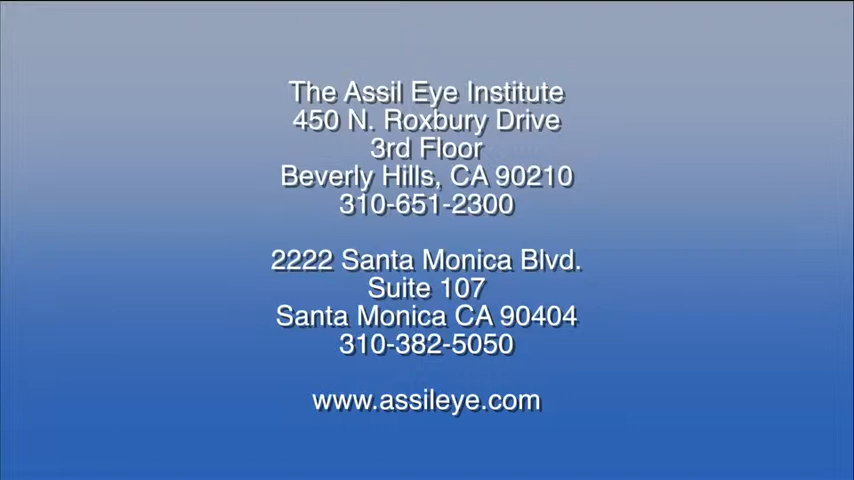 The Assil Eye Institute
450 N. Roxbury Drive
3rd Floor
Beverly Hills, CA 90210
310-651-2300
2222 Santa Monica Blvd.
Suite 107
Santa Monica CA 90404
310-382-5050
www.assileye.com